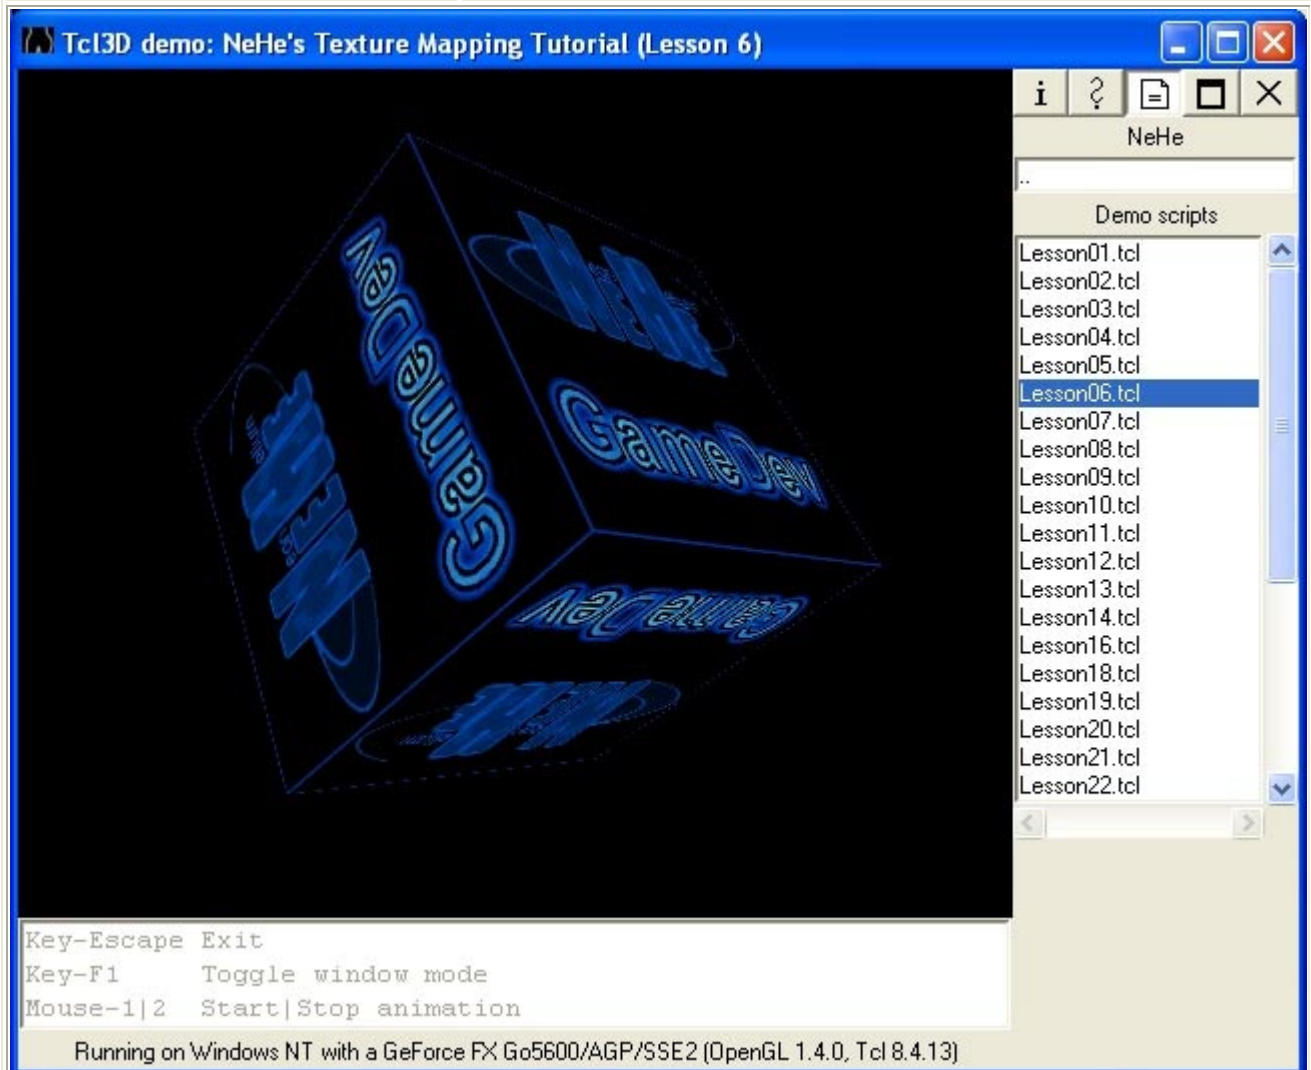 Tcl3D demo: NeHe's Texture Mapping Tutorial (Lesson 6)
NeHe
..
Demo scripts
Lesson01.tcl
Lesson02.tcl
Lesson03.tcl
Lesson04.tcl
Lesson05.tcl
Lesson06.tcl
Lesson07.tcl
Lesson08.tcl
Lesson09.tcl
Lesson10.tcl
Lesson11.tcl
Lesson12.tcl
Lesson13.tcl
Lesson14.tcl
Lesson16.tcl
Lesson18.tcl
Lesson19.tcl
Lesson20.tcl
Lesson21.tcl
Lesson22.tcl
NeHe
GameDev
GameDev
NeHe
GameDev
NeHe
Key-Escape Exit
Key-F1 Toggle window mode
Mouse-1|2 Start|Stop animation
Running on Windows NT with a GeForce FX Go5600/AGP/SSE2 (OpenGL 1.4.0, Tcl 8.4.13)